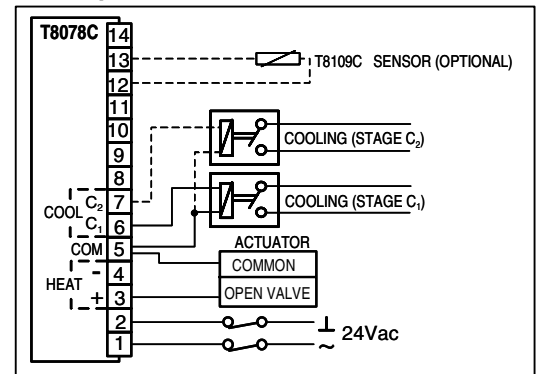 T8078C
14
13
T8109C SENSOR (OPTIONAL)
12
11
10
COOLING (STAGE C₂)
9
8
C₂ 7
COOL
C₁ 6
COOLING (STAGE C₁)
COM 5
ACTUATOR
COMMON
- 4
HEAT
+ 3
OPEN VALVE
2
24Vac
1
~